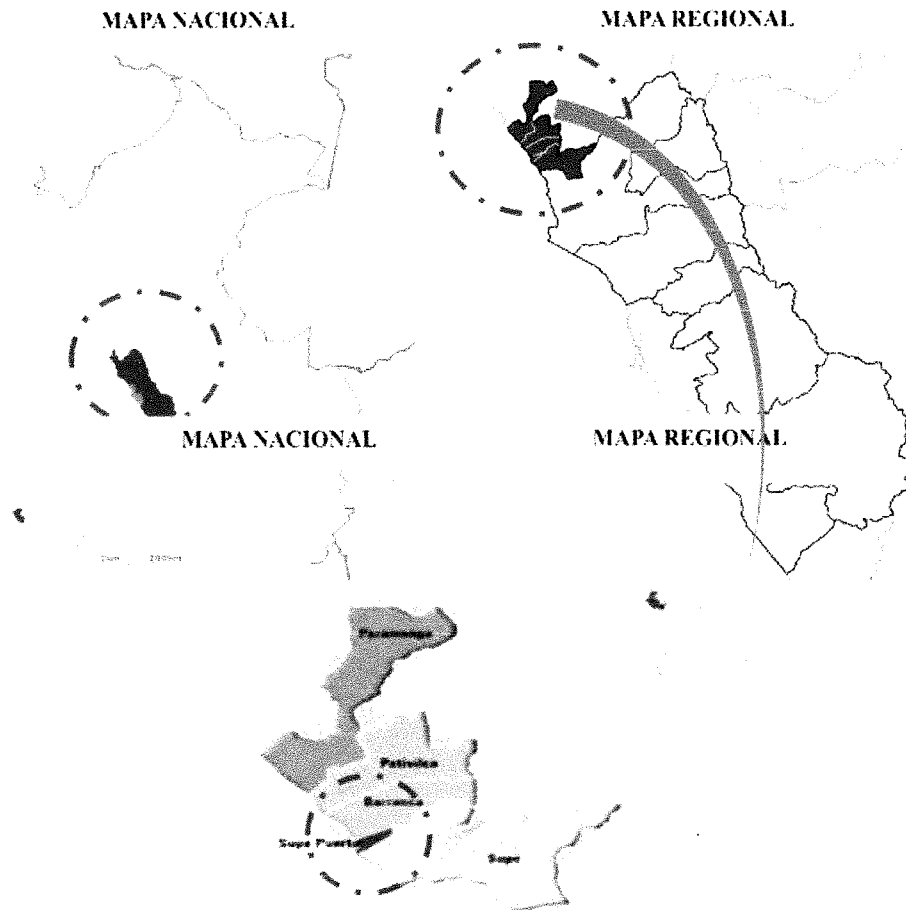 MAPA NACIONAL
MAPA REGIONAL
MAPA NACIONAL
MAPA REGIONAL
Paramonga
Pativilca
Barranca
Supe Puerto
Supe